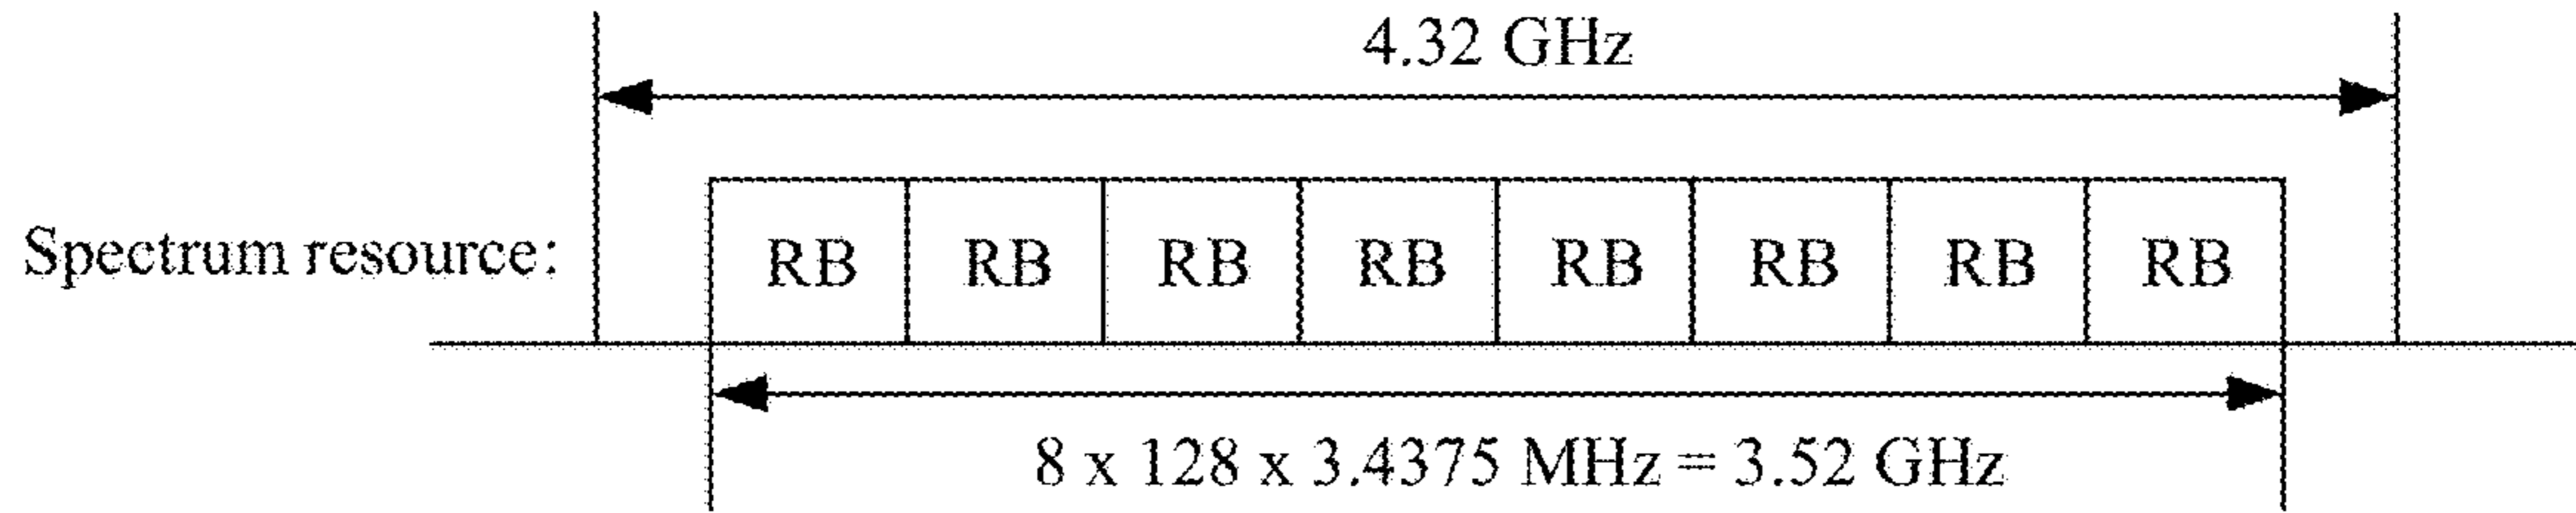 4.32 GHz
Spectrum resource: RB RB RB RB RB RB RB RB
8 x 128 x 3.4375 MHz = 3.52 GHz